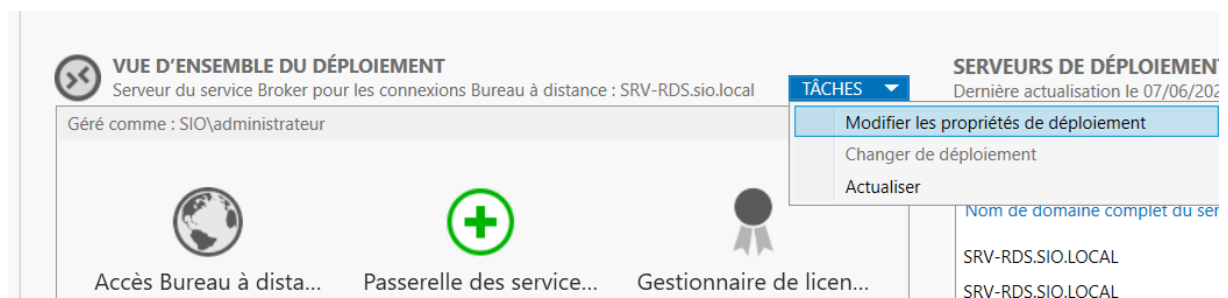 VUE D'ENSEMBLE DU DÉPLOIEMENT
Serveur du service Broker pour les connexions Bureau à distance : SRV-RDS.sio.local
TÂCHES
Géré comme : SIO\administrateur
Modifier les propriétés de déploiement
Changer de déploiement
Actualiser
Accès Bureau à dista...
Passerelle des service...
Gestionnaire de licen...
SERVEURS DE DÉPLOIEMENT
Dernière actualisation le 07/06/202
Nom de domaine complet du ser
SRV-RDS.SIO.LOCAL
SRV-RDS.SIO.LOCAL